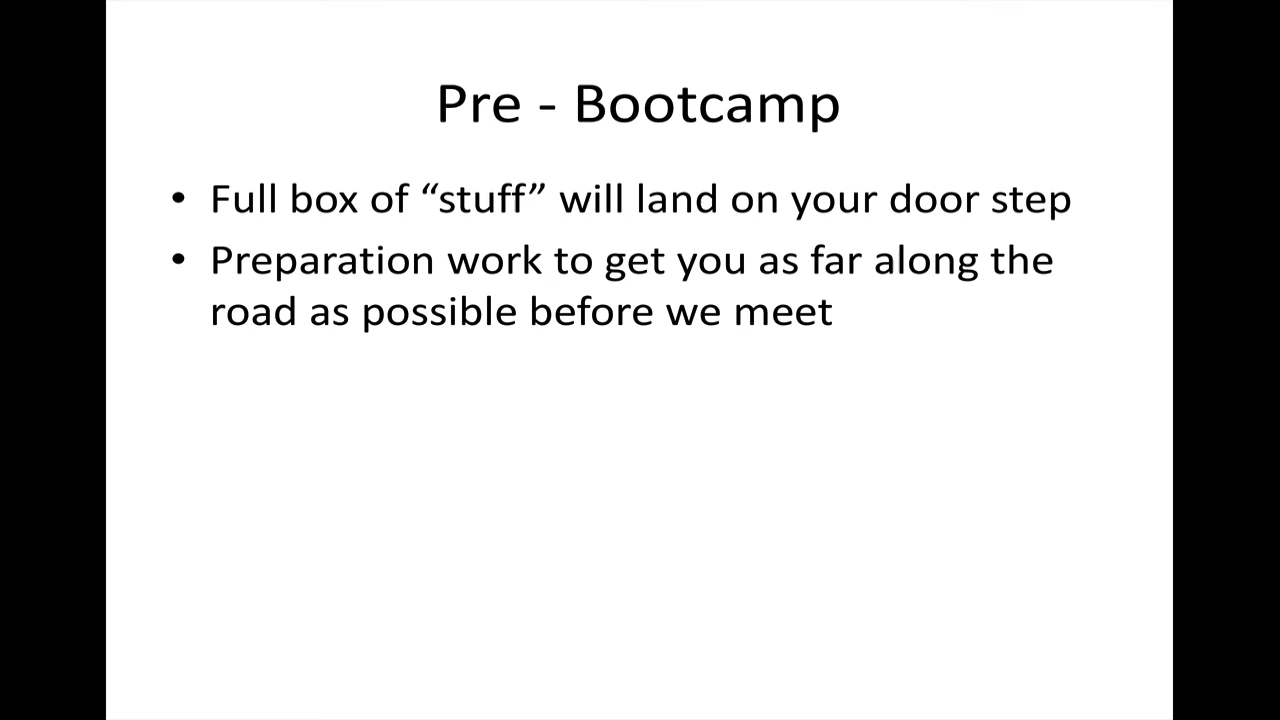 Pre - Bootcamp
• Full box of “stuff” will land on your door step
• Preparation work to get you as far along the
road as possible before we meet